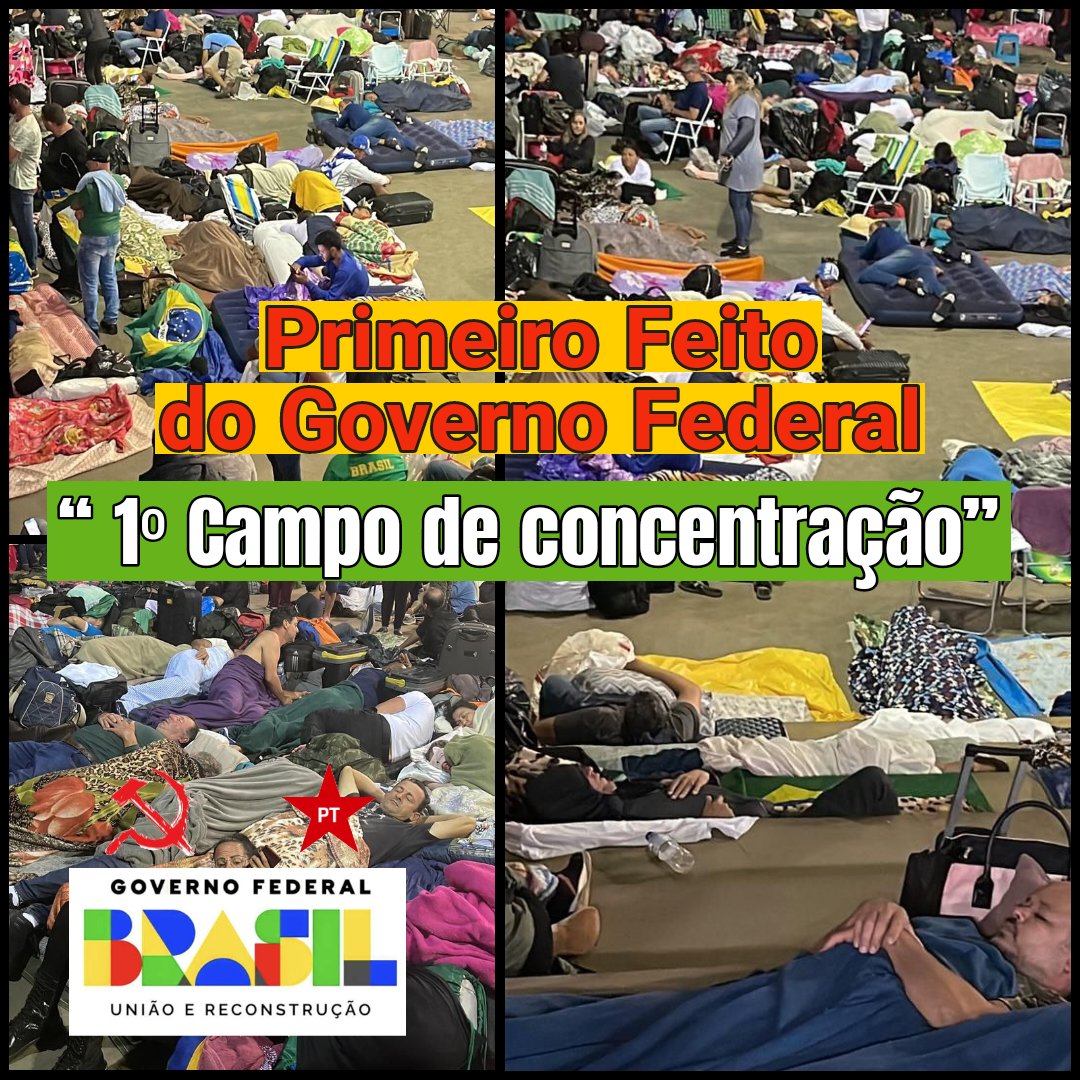 Primeiro Feito
do Governo Federal
“ 1º Campo de concentração”
BRASIL
PT
GOVERNO FEDERAL
BRASIL
UNIÃO E RECONSTRUÇÃO